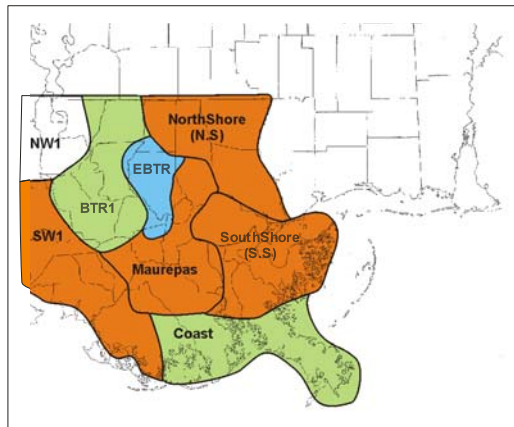 NorthShore
(N.S)
NW1
EBTR
BTR1
SW1
SouthShore
(S.S)
Maurepas
Coast